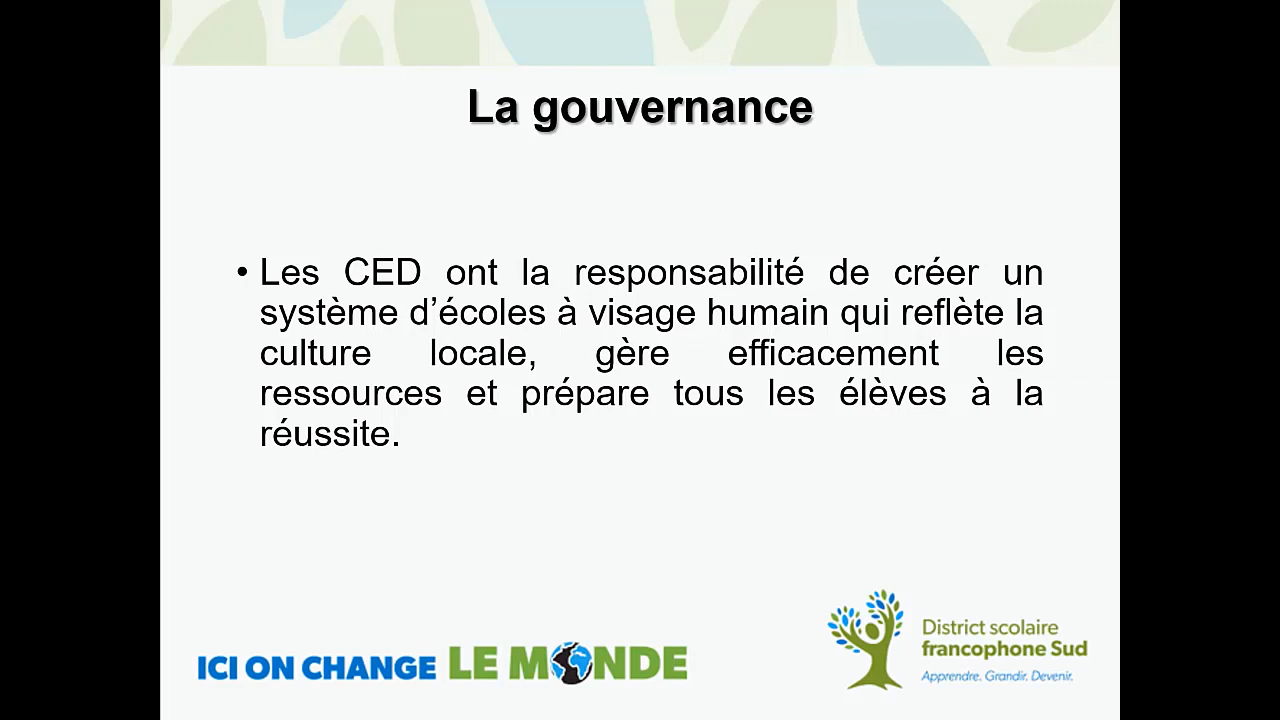 La gouvernance
• Les CED ont la responsabilité de créer un
système d’écoles à visage humain qui reflète la
culture locale, gère efficacement les
ressources et prépare tous les élèves à la
réussite.
ICI ON CHANGE LE MONDE
District scolaire
francophone Sud
Apprendre. Grandir. Devenir.